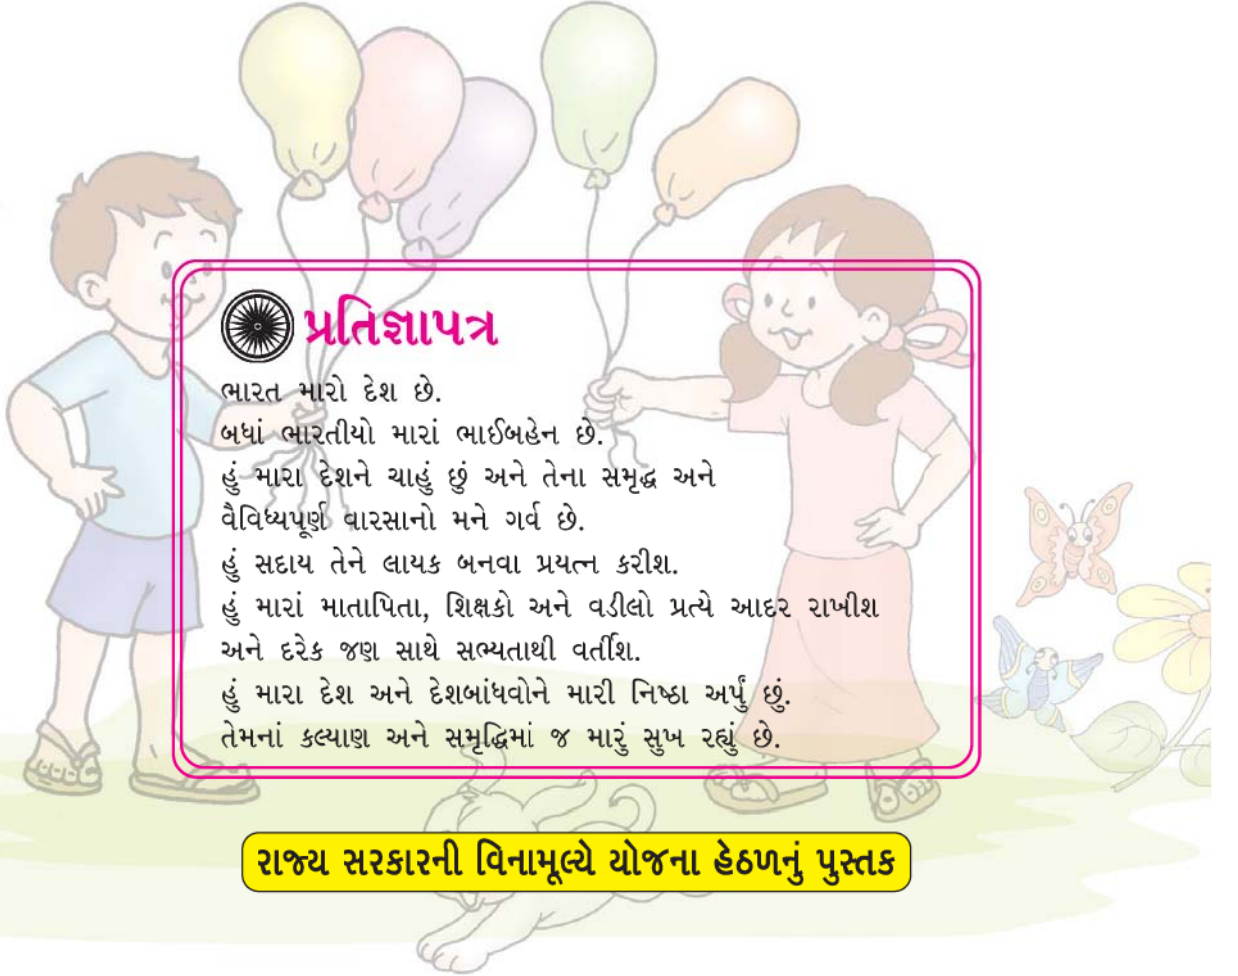 પ્રતિજ્ઞાપત્ર
ભારત મારો દેશ છે.
બધાં ભારતીયો મારાં ભાઈબહેન છે.
હું મારા દેશને ચાહું છું અને તેના સમૃદ્ધ અને
વૈવિધ્યપૂર્ણ વારસાનો મને ગર્વ છે.
હું સદાય તેને લાયક બનવા પ્રયત્ન કરીશ.
હું મારાં માતાપિતા, શિક્ષકો અને વડીલો પ્રત્યે આદર રાખીશ
અને દરેક જણ સાથે સભ્યતાથી વર્તીશ.
હું મારા દેશ અને દેશબાંધવોને મારી નિષ્ઠા અર્પું છું.
તેમનાં કલ્યાણ અને સમૃદ્ધિમાં જ મારું સુખ રહ્યું છે.
રાજ્ય સરકારની વિનામૂલ્યે યોજના હેઠળનું પુસ્તક